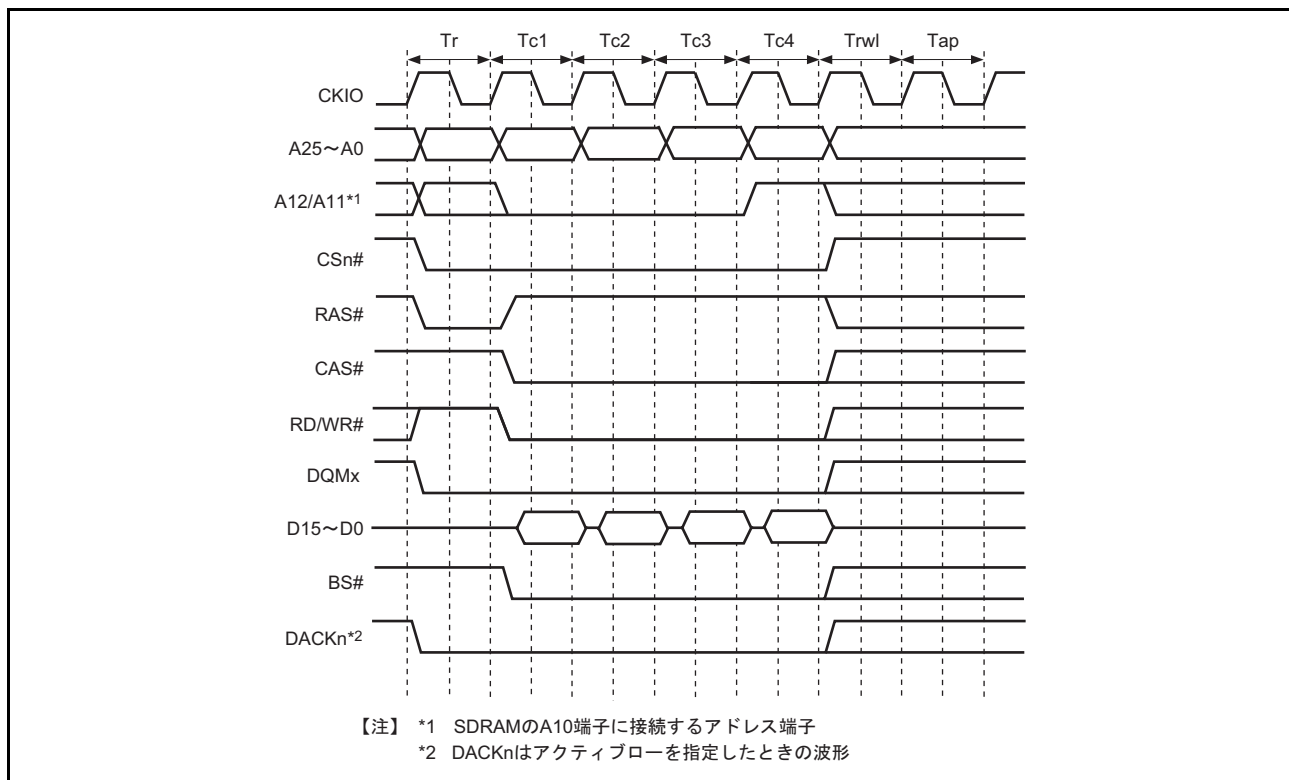 Tr Tc1 Tc2 Tc3 Tc4 Trwl Tap
CKIO
A25～A0
A12/A11*1
CSn#
RAS#
CAS#
RD/WR#
DQMx
D15～D0
BS#
DACKn*2
【注】 *1 SDRAMのA10端子に接続するアドレス端子
*2 DACKnはアクティブローを指定したときの波形